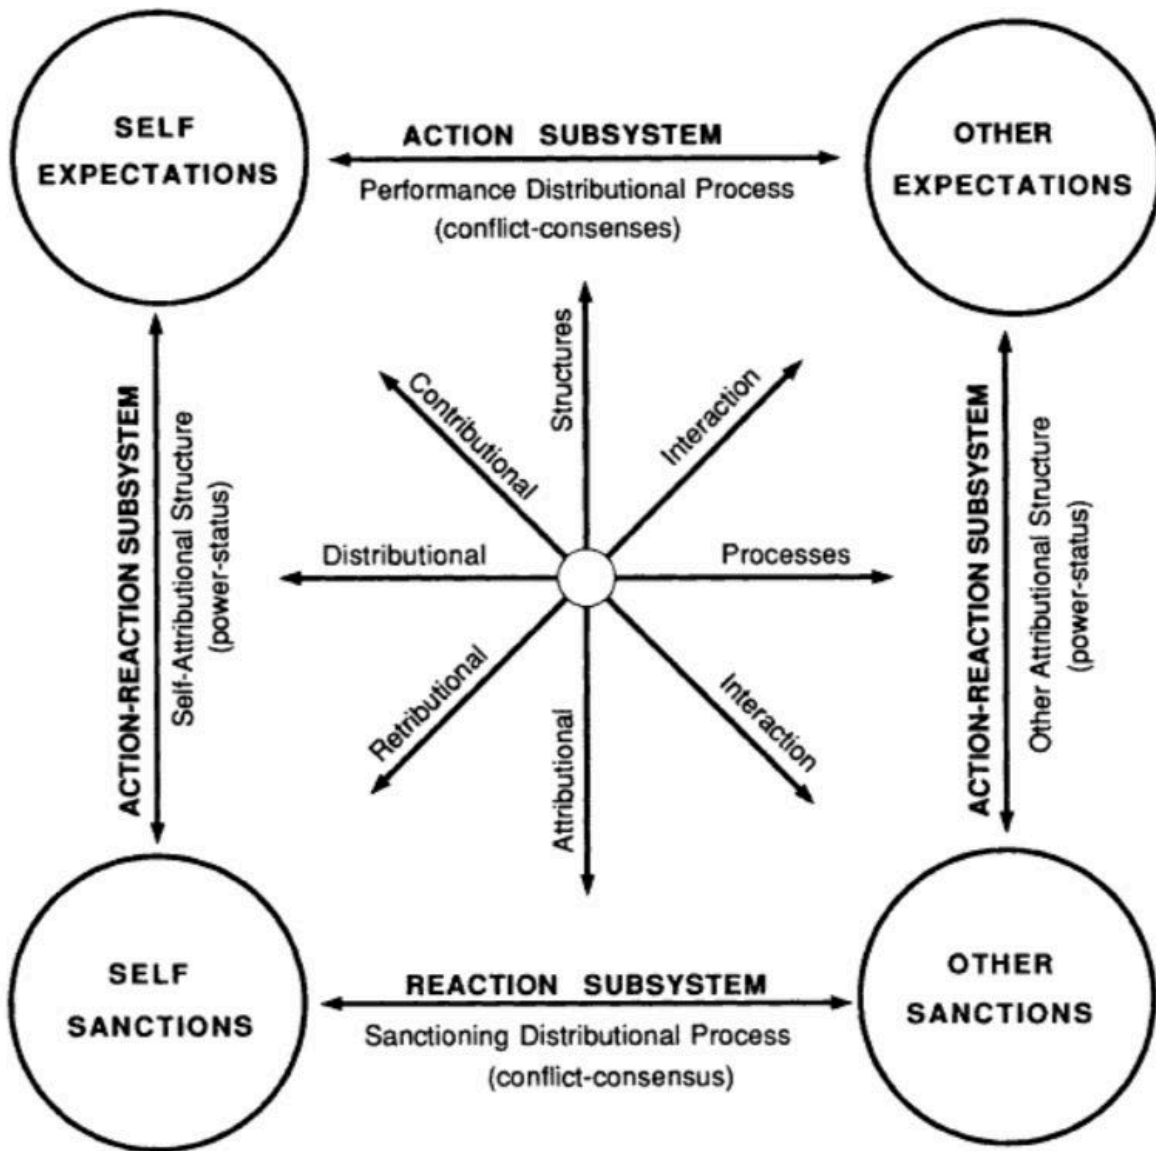 SELF
EXPECTATIONS
ACTION SUBSYSTEM
Performance Distributional Process
(conflict-consenses)
OTHER
EXPECTATIONS
ACTION-REACTION SUBSYSTEM
Self-Attributional Structure
(power-status)
Contributional
Structures
Interaction
Distributional
Processes
Retributional
Attributional
Interaction
ACTION-REACTION SUBSYSTEM
Other Attributional Structure
(power-status)
SELF
SANCTIONS
REACTION SUBSYSTEM
Sanctioning Distributional Process
(conflict-consensus)
OTHER
SANCTIONS